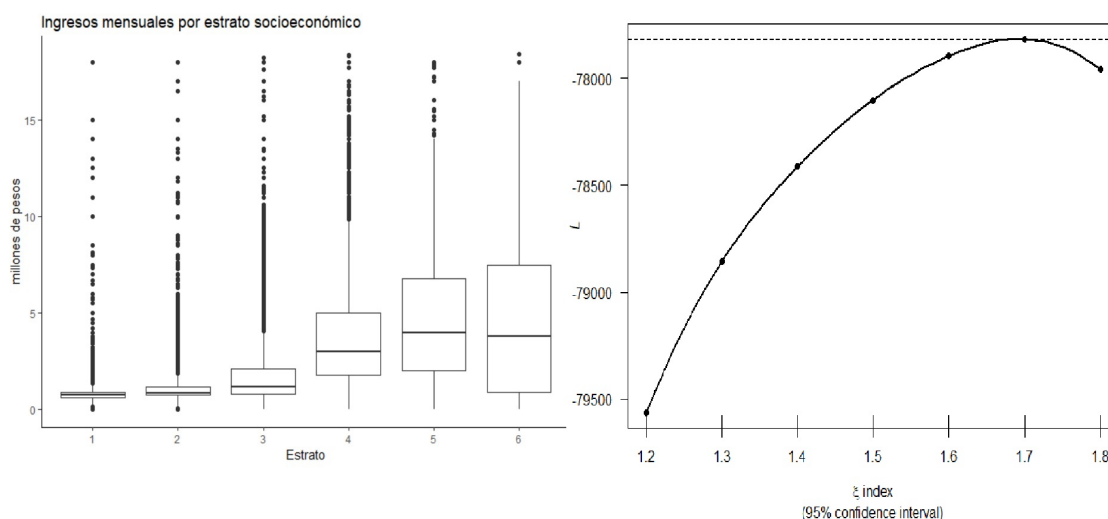 Ingresos mensuales por estrato socioeconómico
millones de pesos
15
10
5
0
1 2 3 4 5 6
Estrato
L
-78000
-78500
-79000
-79500
1.2 1.3 1.4 1.5 1.6 1.7 1.8
ξ index
(95% confidence interval)